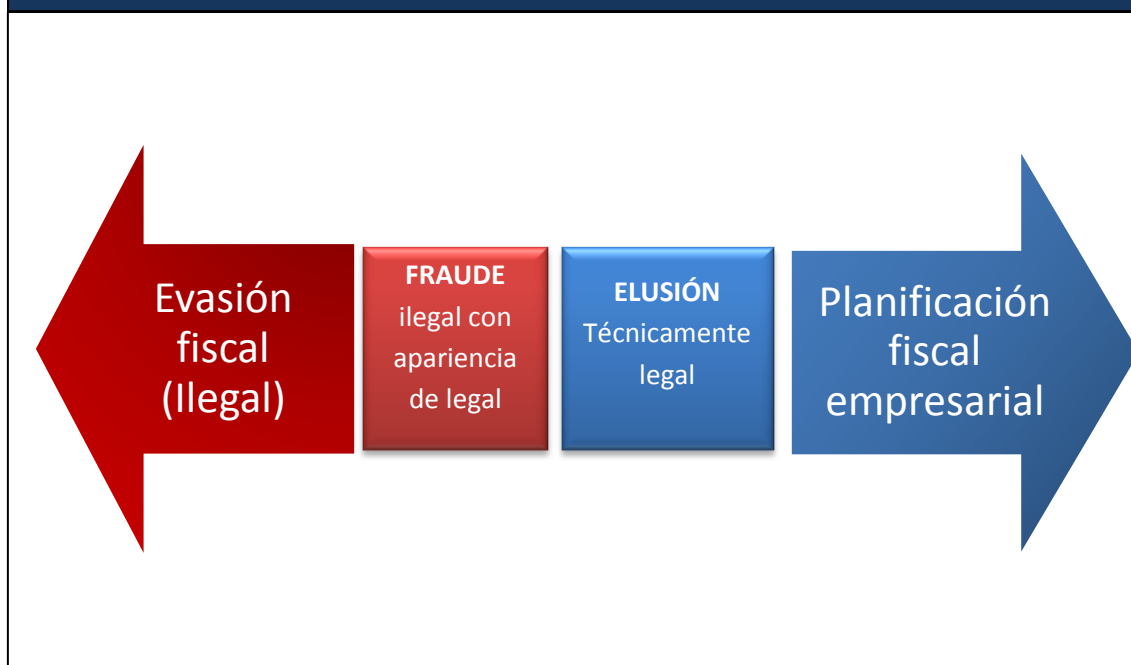 Evasión
fiscal
(Ilegal)
FRAUDE
ilegal con
apariencia
de legal
ELUSIÓN
Técnicamente
legal
Planificación
fiscal
empresarial